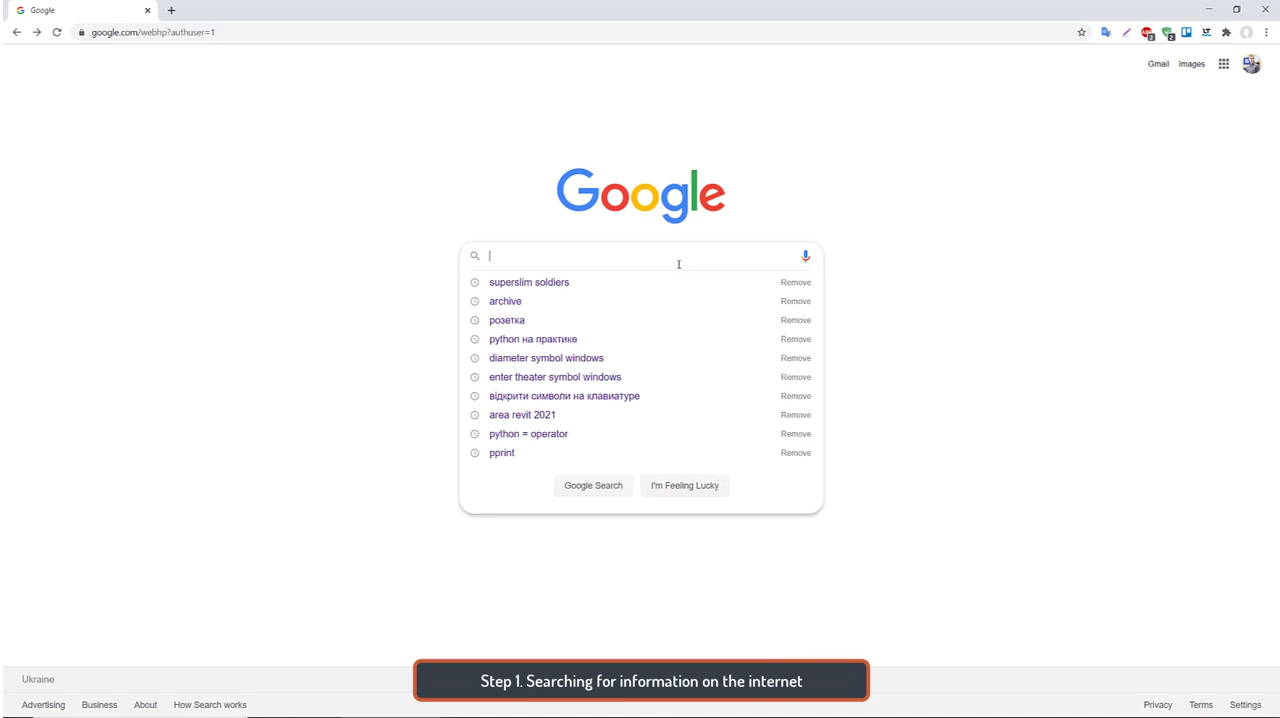 Google
google.com/webhp?authuser=1
Gmail Images
Google
superslim soldiers Remove
archive Remove
розетка Remove
python на практике Remove
diameter symbol windows Remove
enter theater symbol windows Remove
відкрити символи на клавиатуре Remove
area revit 2021 Remove
python = operator Remove
pprint Remove
Google Search I'm Feeling Lucky
Step 1. Searching for information on the internet
Ukraine
Advertising Business About How Search works Privacy Terms Settings